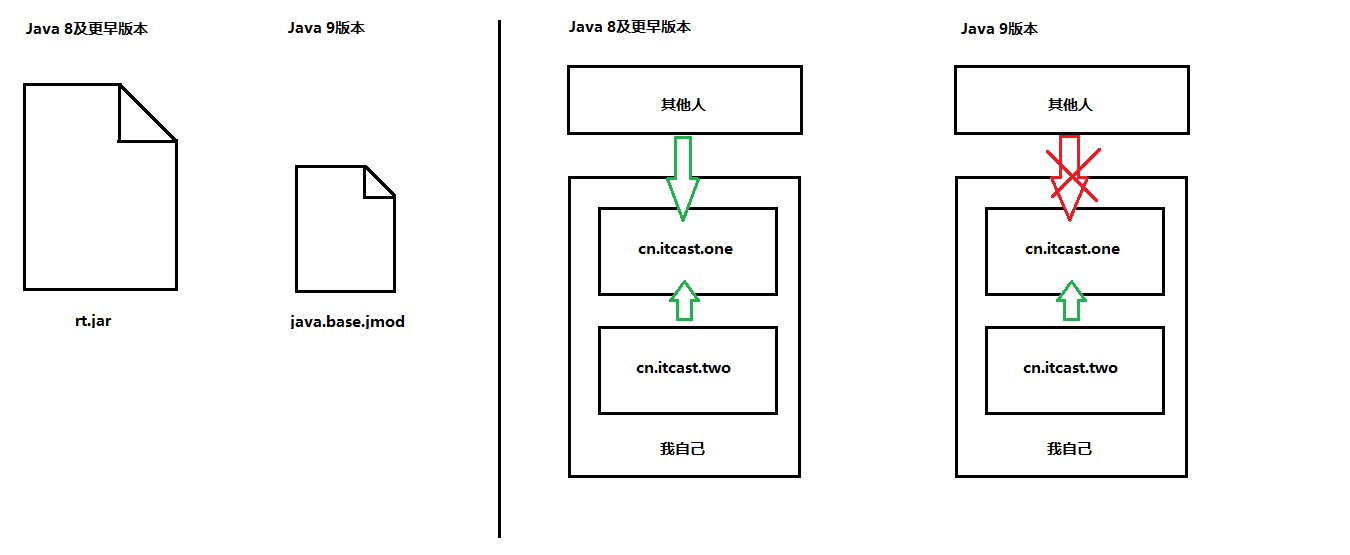 Java 8及更早版本
Java 9版本
rt.jar
java.base.jmod
Java 8及更早版本
其他人
cn.itcast.one
cn.itcast.two
我自己
Java 9版本
其他人
cn.itcast.one
cn.itcast.two
我自己